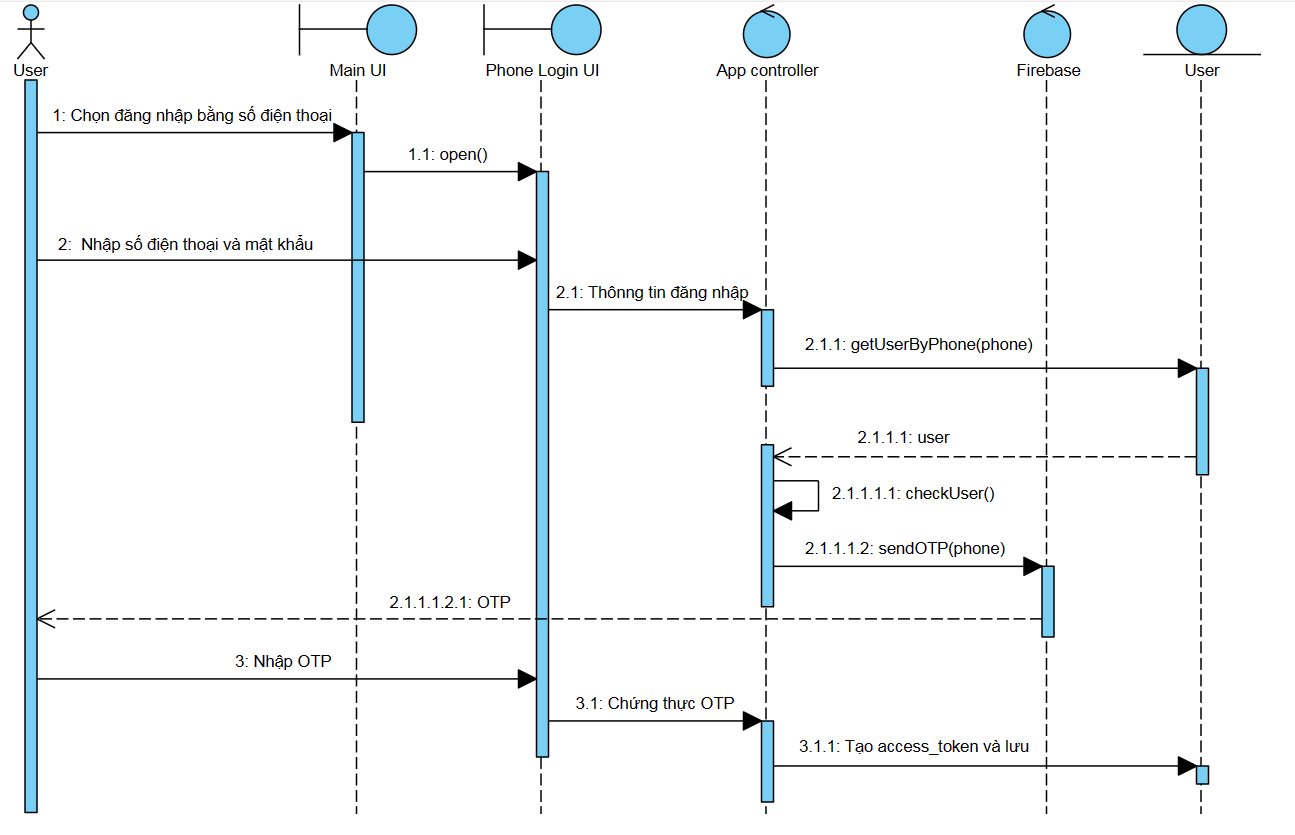 User
Main UI
Phone Login UI
App controller
Firebase
User
1: Chọn đăng nhập bằng số điện thoại
1.1: open()
2:  Nhập số điện thoại và mật khẩu
2.1: Thônng tin đăng nhập
2.1.1: getUserByPhone(phone)
2.1.1.1: user
2.1.1.1.1: checkUser()
2.1.1.1.2: sendOTP(phone)
2.1.1.1.2.1: OTP
3: Nhập OTP
3.1: Chứng thực OTP
3.1.1: Tạo access_token và lưu